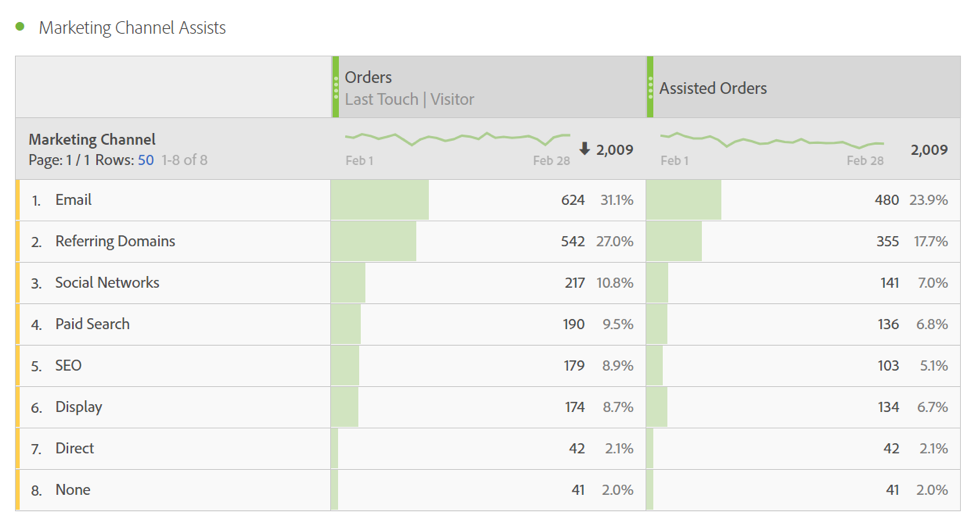 Marketing Channel Assists
Orders
Last Touch | Visitor
Assisted Orders
Marketing Channel
Page: 1 / 1 Rows: 50 1-8 of 8
Feb 1 Feb 28 2,009
Feb 1 Feb 28 2,009
1. Email 624 31.1% 480 23.9%
2. Referring Domains 542 27.0% 355 17.7%
3. Social Networks 217 10.8% 141 7.0%
4. Paid Search 190 9.5% 136 6.8%
5. SEO 179 8.9% 103 5.1%
6. Display 174 8.7% 134 6.7%
7. Direct 42 2.1% 42 2.1%
8. None 41 2.0% 41 2.0%